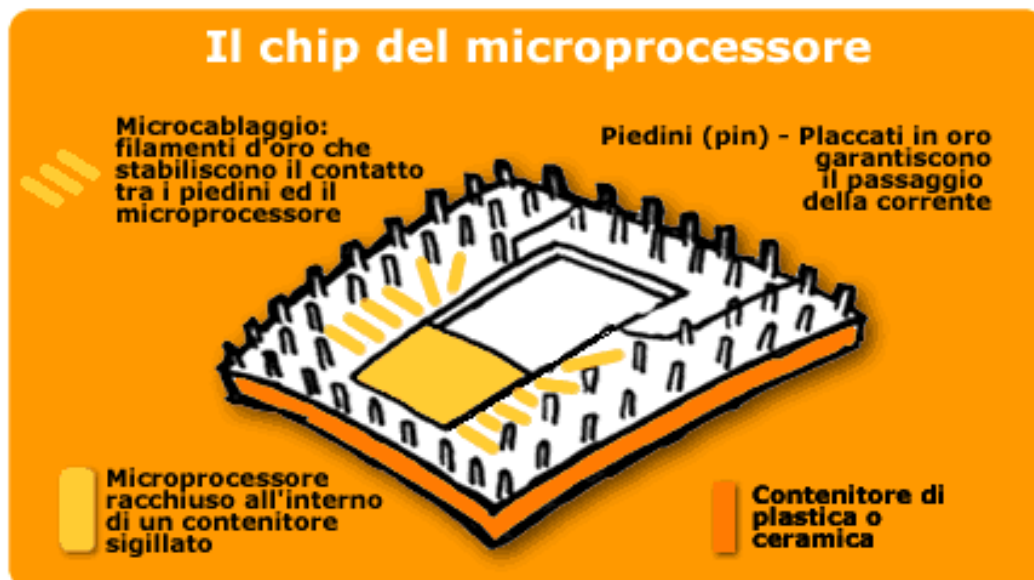 Il chip del microprocessore
Microcablaggio:
filamenti d'oro che
stabiliscono il contatto
tra i piedini ed il
microprocessore
Piedini (pin) - Placcati in oro
garantiscono
il passaggio
della corrente
Microprocessore
racchiuso all'interno
di un contenitore
sigillato
Contenitore di
plastica o
ceramica